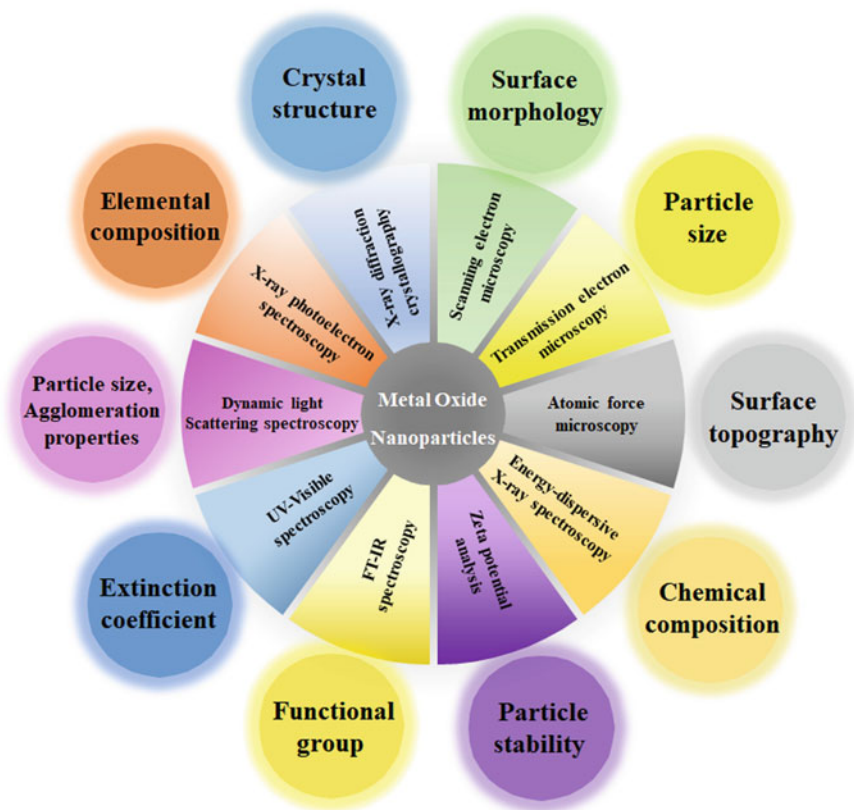 Crystal
structure
Surface
morphology
Elemental
composition
Particle
size
X-ray diffraction
crystallography
Scanning electron
microscopy
X-ray photoelectron
spectroscopy
Transmission electron
microscopy
Particle size,
Agglomeration
properties
Dynamic light
Scattering spectroscopy
Metal Oxide
Nanoparticles
Atomic force
microscopy
Surface
topography
UV-Visible
spectroscopy
FT-IR
spectroscopy
Zeta potential
analysis
Energy-dispersive
X-ray spectroscopy
Extinction
coefficient
Chemical
composition
Functional
group
Particle
stability